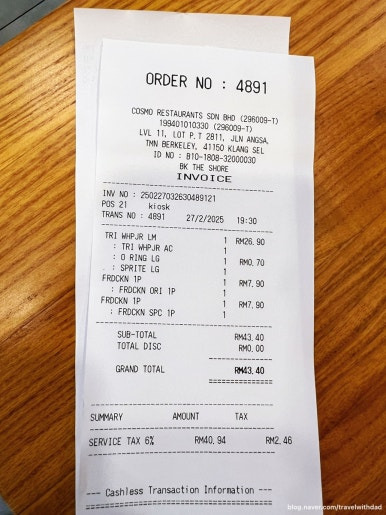 ORDER NO : 4891
COSMO RESTAURANTS SDN BHD (296009-T)
199401010330 (296009-T)
LVL 11, LOT P.T 2811, JLN ANGSA,
TMN BERKELEY, 41150 KLANG SEL
ID NO : B10-1808-32000030
BK THE SHORE
INVOICE
INV NO : 250227032630489121
POS 21 kiosk
TRANS NO : 4891 27/2/2025 19:30
TRI WHPJR LM 1 RM26.90
: TRI WHPJR AC 1
: O RING LG 1 RM0.70
: SPRITE LG 1
FRDCKN 1P 1 RM7.90
: FRDCKN ORI 1P 1
FRDCKN 1P 1 RM7.90
: FRDCKN SPC 1P 1
SUB-TOTAL RM43.40
TOTAL DISC RM0.00
GRAND TOTAL RM43.40
SUMMARY AMOUNT TAX
SERVICE TAX 6% RM40.94 RM2.46
--- Cashless Transaction Information ---
blog.naver.com/travelwithdad